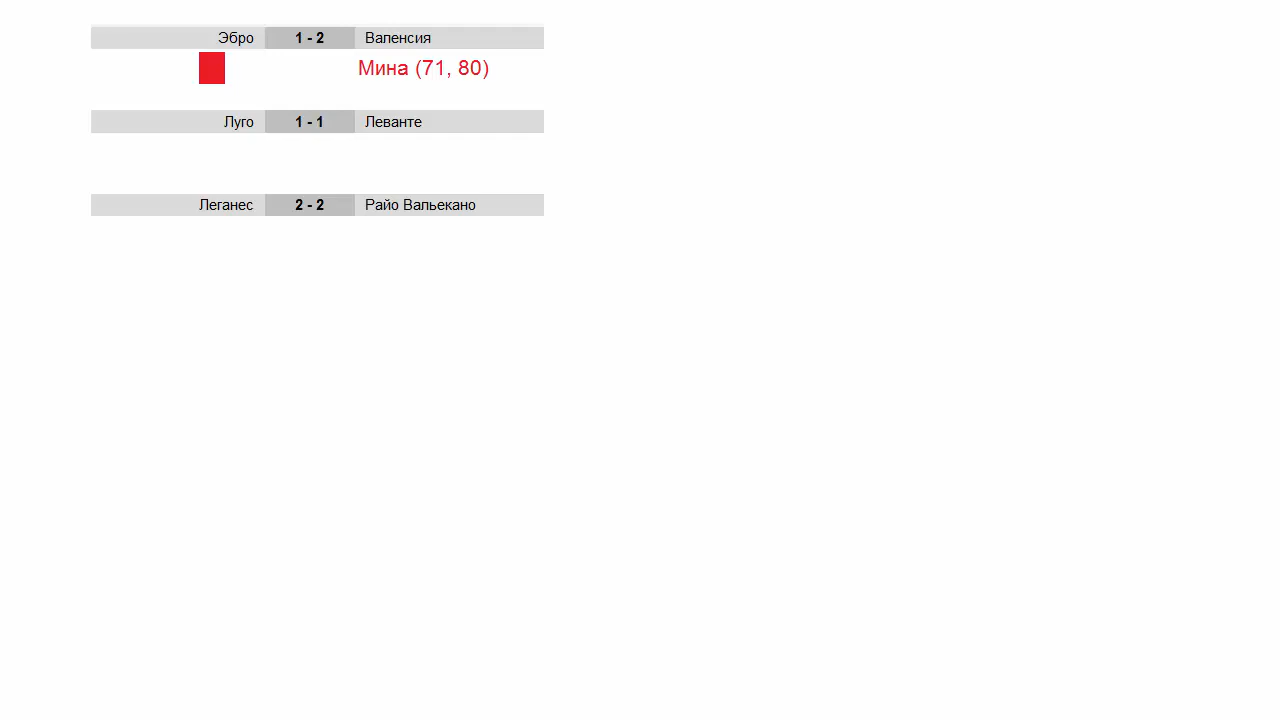 Эбро 1 - 2 Валенсия
Мина (71, 80)
Луго 1 - 1 Леванте
Леганес 2 - 2 Райо Вальекано